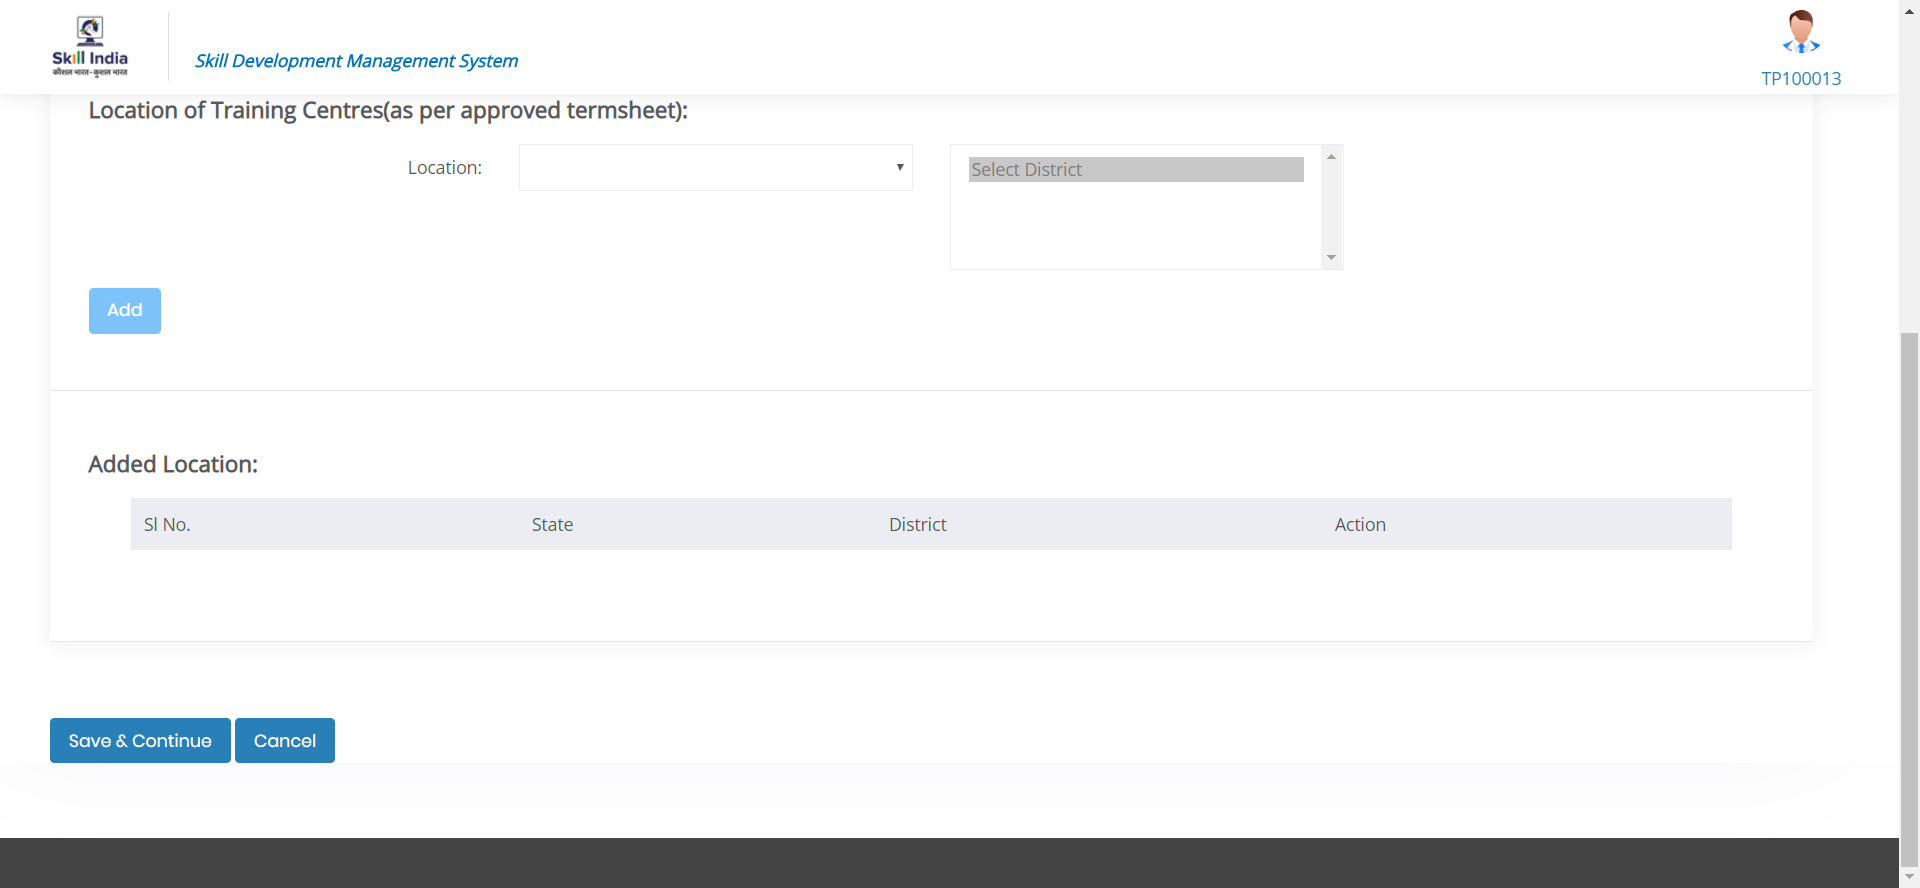 Skill India
कौशल भारत - कुशल भारत
Skill Development Management System
TP100013
Location of Training Centres(as per approved termsheet):
Location:
Select District
Add
Added Location:
Sl No. State District Action
Save & Continue Cancel